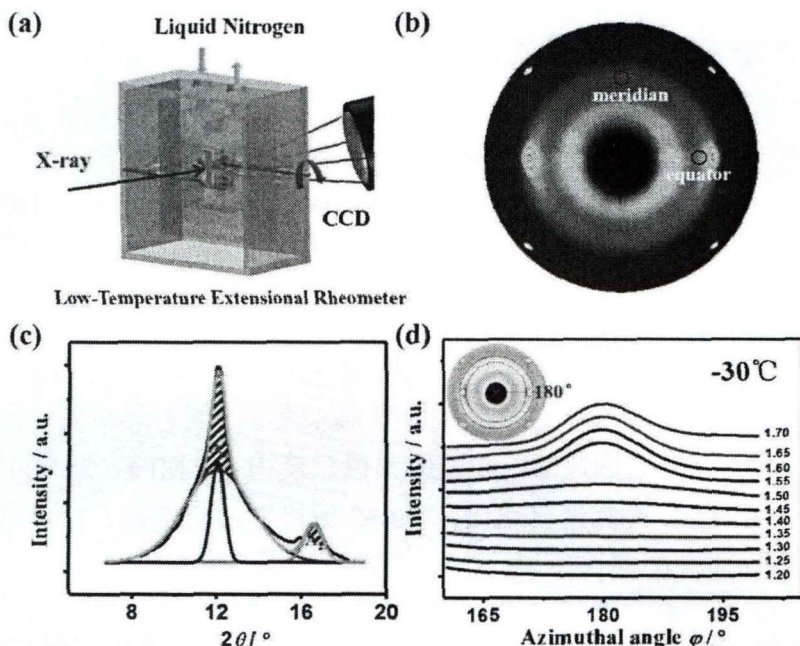 (a)
Liquid Nitrogen
X-ray
CCD
Low-Temperature Extensional Rheometer
(b)
meridian
equator
(c)
Intensity / a.u.
8
12
16
20
2θ/ °
(d)
180°
-30℃
Intensity / a.u.
1.70
1.65
1.60
1.55
1.50
1.45
1.40
1.35
1.30
1.25
1.20
165
180
195
Azimuthal angle φ/ °